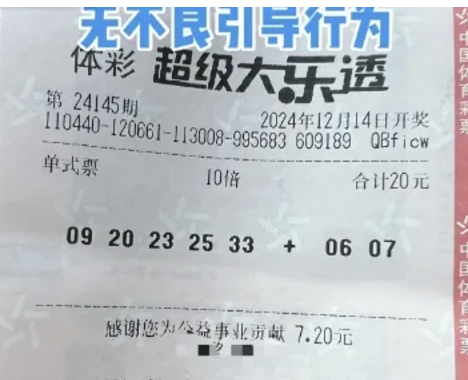 无不良引导行为
体彩 超级大乐透
第 24145期 2024年12月14日开奖
110440-120661-113008-995683 609189 QBficw
单式票 10倍 合计20元
09 20 23 25 33 + 06 07
感谢您为公益事业贡献 7.20元
中国体育彩票
中国体育彩票